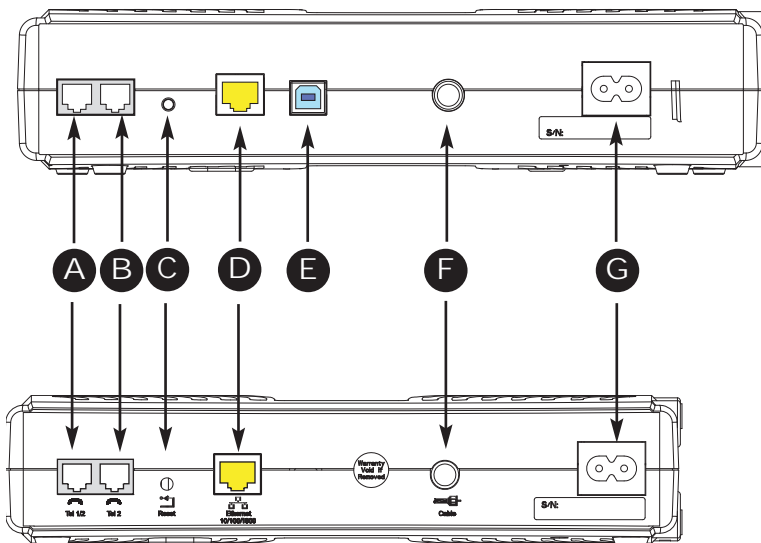 S/N:
A B C D E F G
Warranty
Void if
Removed
Tel 1/2 Tel 2 Reset Ethernet Cable
10/100/1000
S/N: